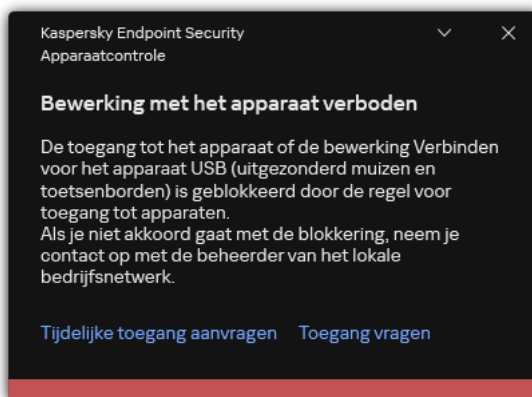 Kaspersky Endpoint Security
Apparaatcontrole
Bewerking met het apparaat verboden
De toegang tot het apparaat of de bewerking Verbinden
voor het apparaat USB (uitgezonderd muizen en
toetsenborden) is geblokkeerd door de regel voor
toegang tot apparaten.
Als je niet akkoord gaat met de blokkering, neem je
contact op met de beheerder van het lokale
bedrijfsnetwerk.
Tijdelijke toegang aanvragen Toegang vragen